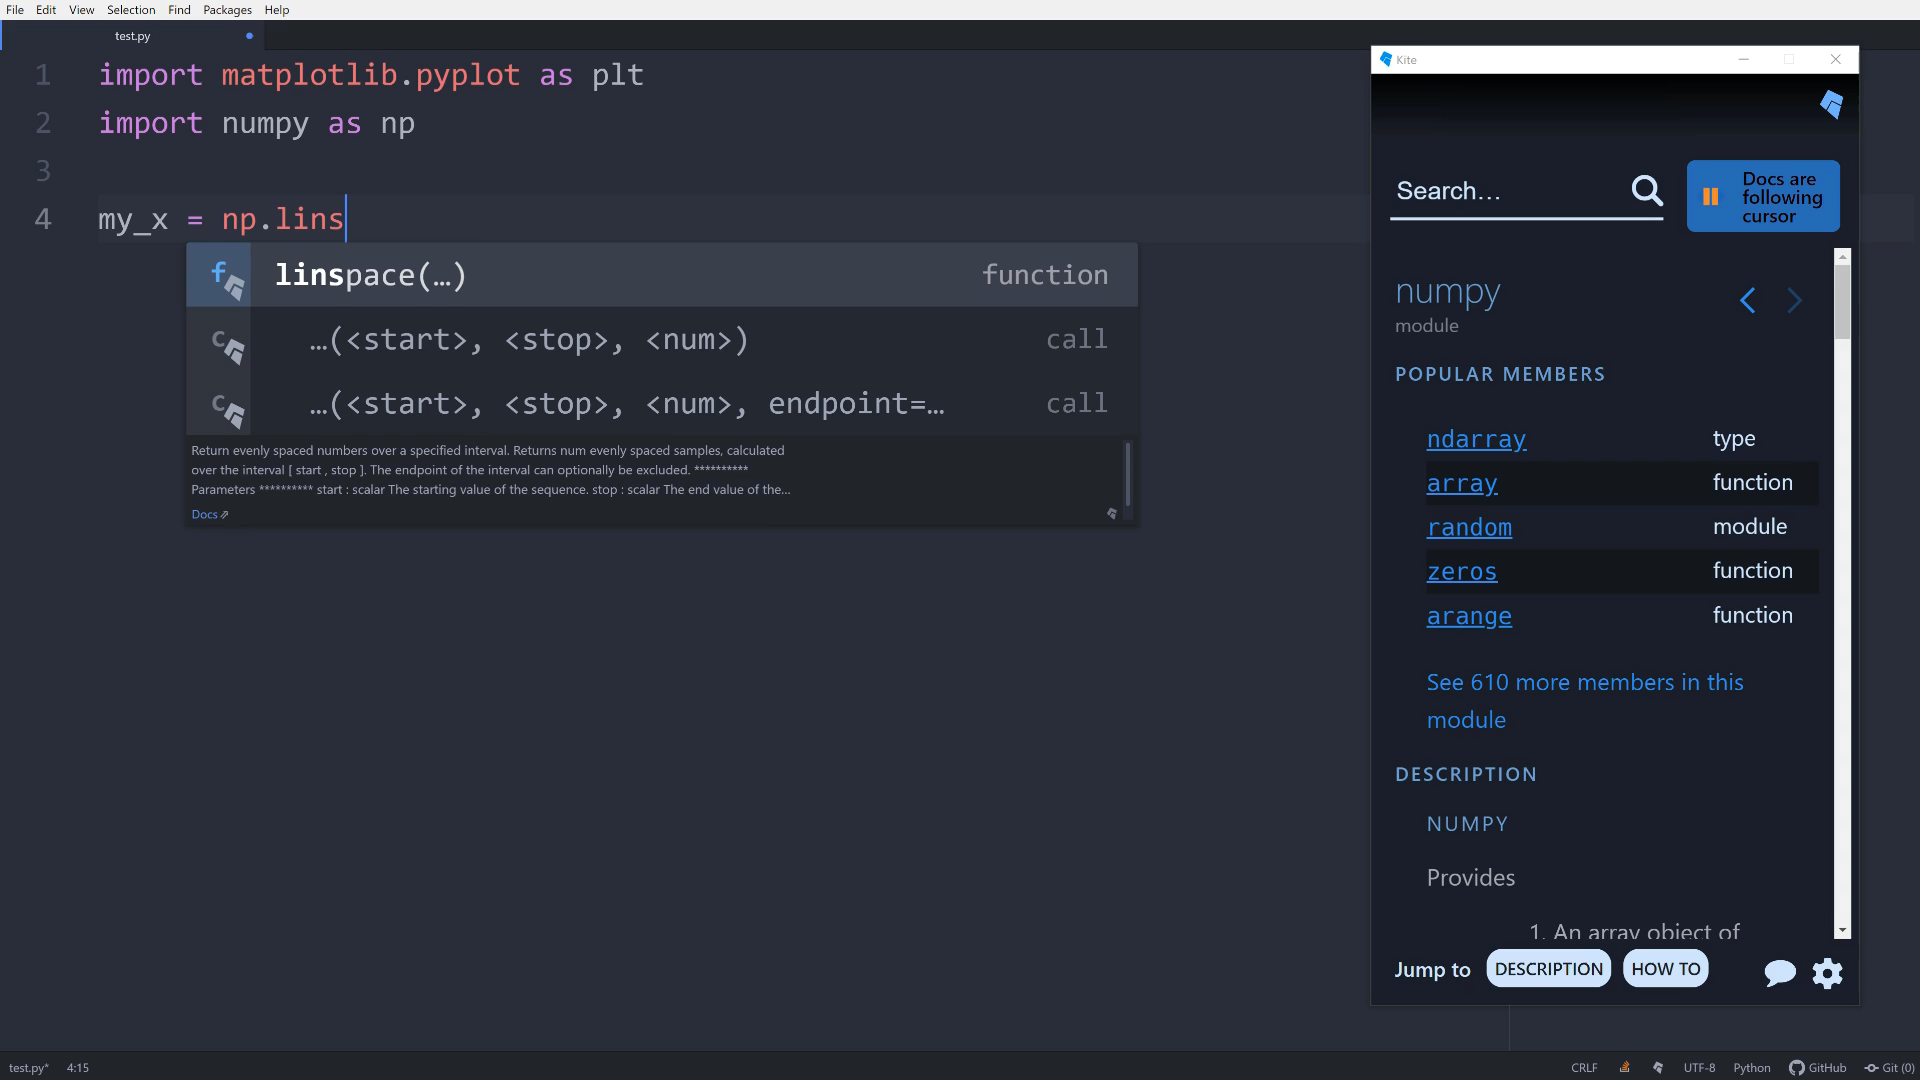 File Edit View Selection Find Packages Help
test.py
1 import matplotlib.pyplot as plt
2 import numpy as np
3
4 my_x = np.lins
f linspace(…) function
c …(<start>, <stop>, <num>) call
c …(<start>, <stop>, <num>, endpoint=… call
Return evenly spaced numbers over a specified interval. Returns num evenly spaced samples, calculated
over the interval [ start , stop ]. The endpoint of the interval can optionally be excluded. **********
Parameters ********** start : scalar The starting value of the sequence. stop : scalar The end value of the...
Docs
Kite
Search...
Docs are
following
cursor
numpy
module
POPULAR MEMBERS
ndarray type
array function
random module
zeros function
arange function
See 610 more members in this
module
DESCRIPTION
NUMPY
Provides
1. An array object of
Jump to DESCRIPTION HOW TO
test.py* 4:15 CRLF UTF-8 Python GitHub Git (0)